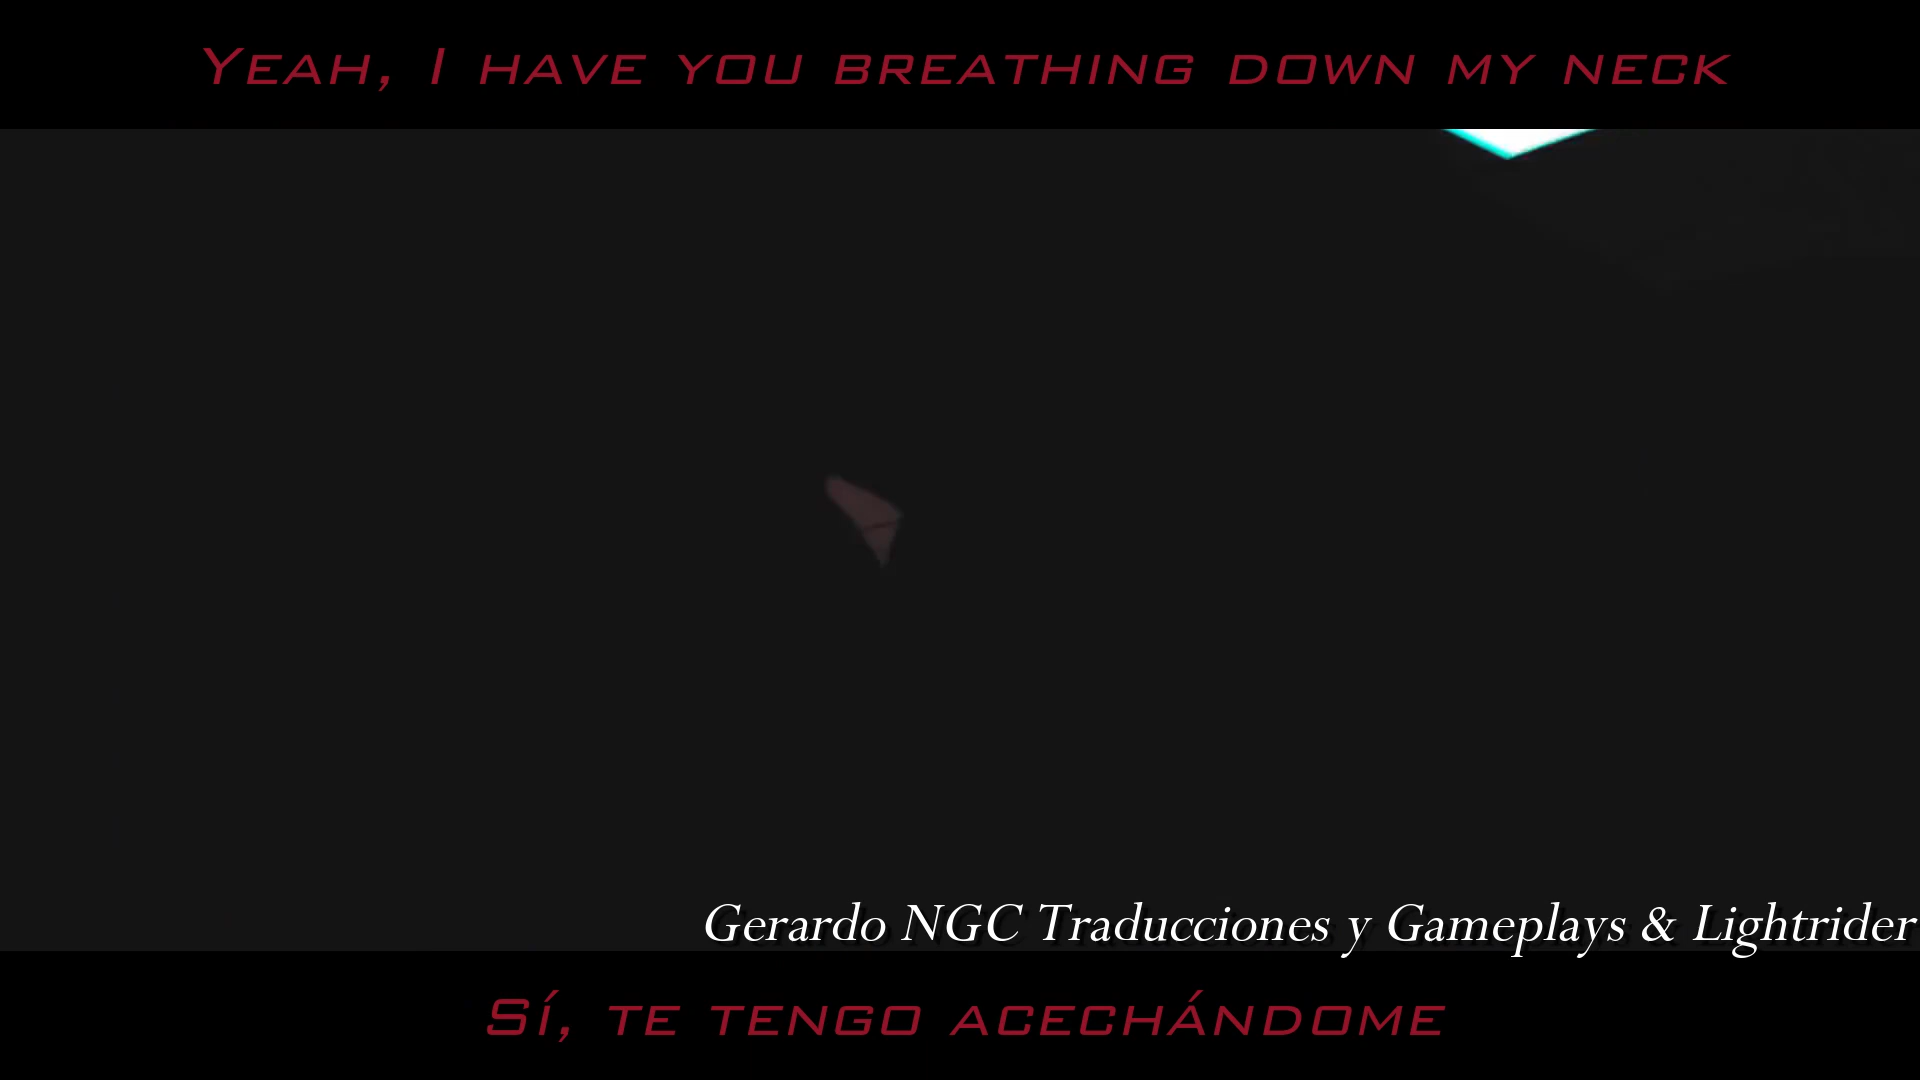 Yeah, I have you breathing down my neck
Gerardo NGC Traducciones y Gameplays & Lightrider
Sí, te tengo acechándome